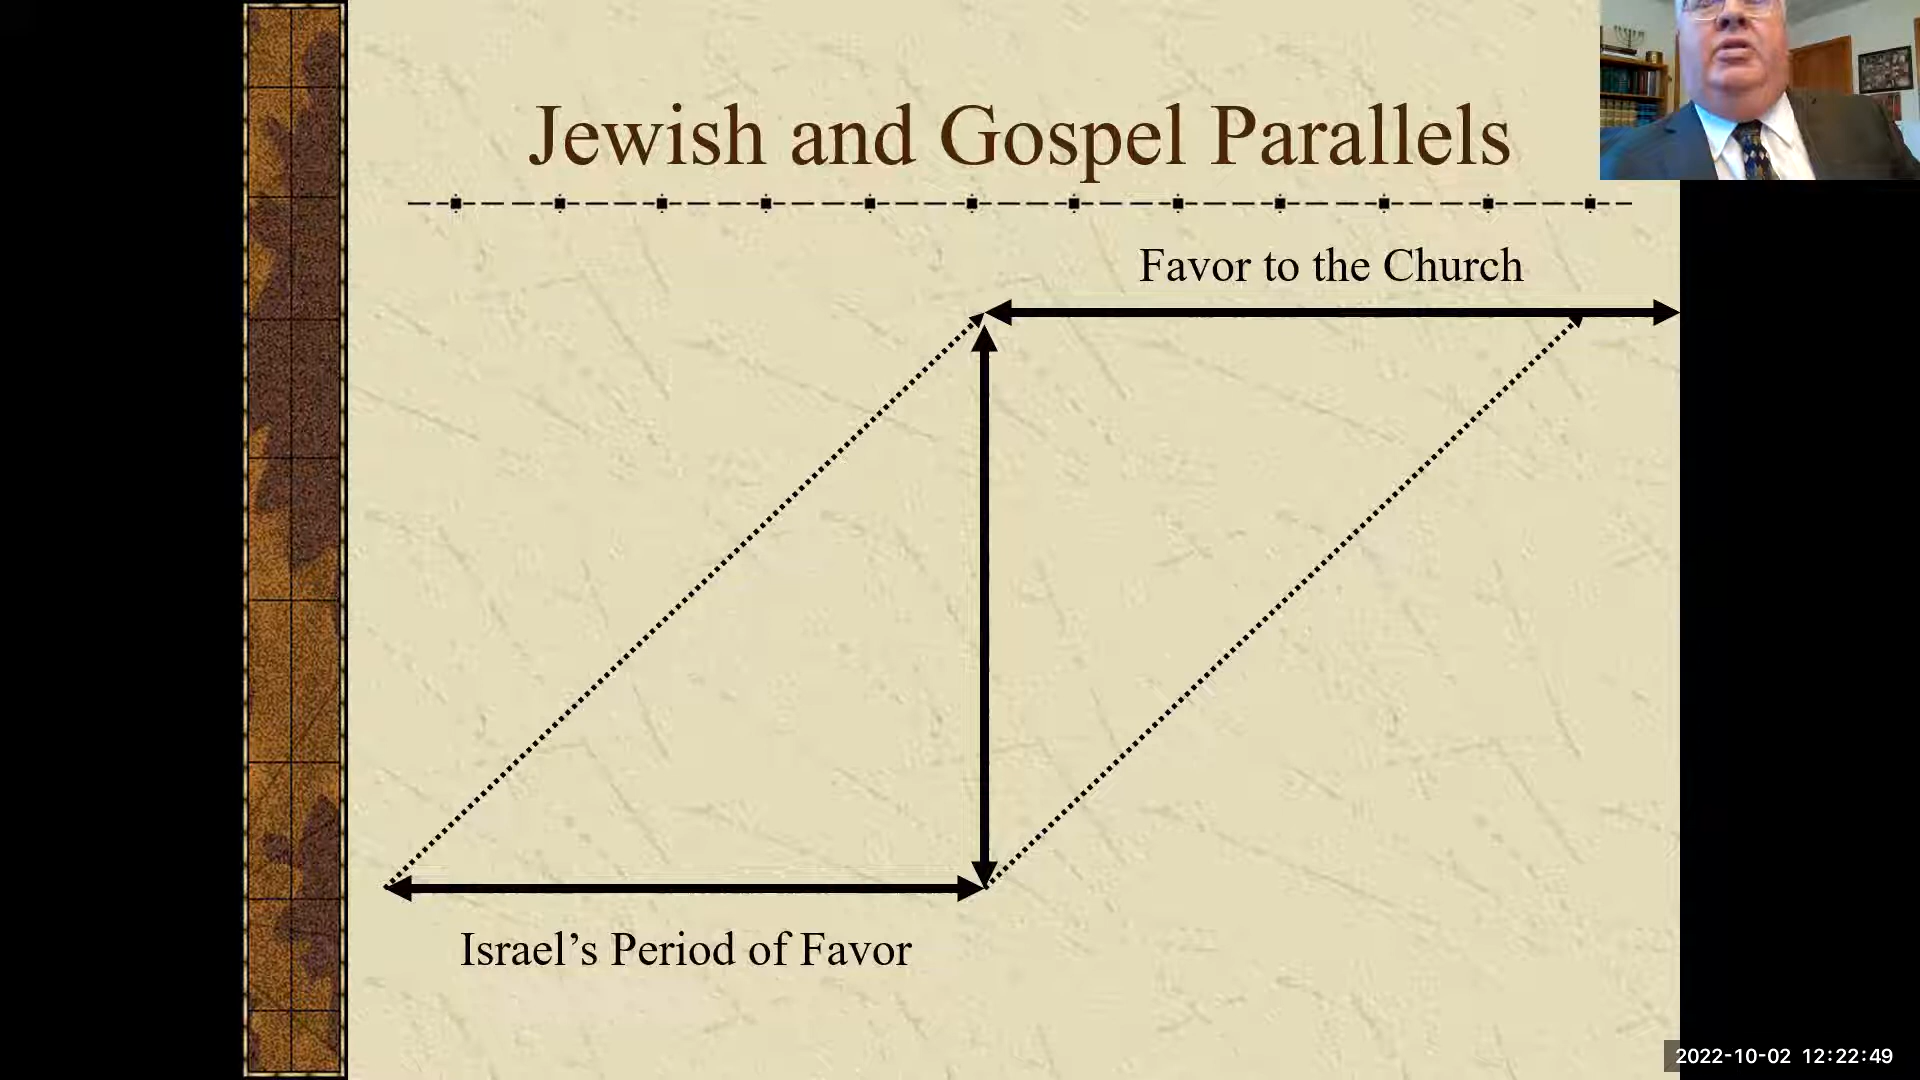 Jewish and Gospel Parallels
Favor to the Church
Israel’s Period of Favor
2022-10-02 12:22:49